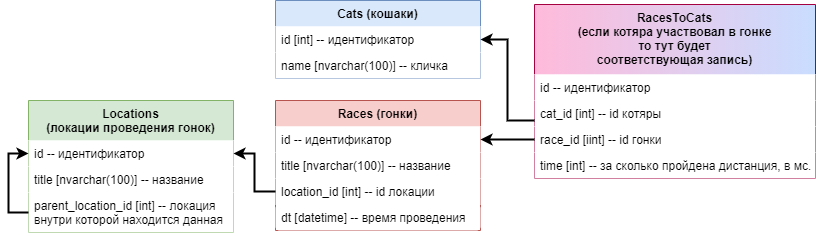 Cats (кошаки)
id [int] -- идентификатор
name [nvarchar(100)] -- кличка
RacesToCats
(если котяра участвовал в гонке
то тут будет
соответствующая запись)
id -- идентификатор
cat_id [int] -- id котяры
race_id [iint] -- id гонки
time [int] -- за сколько пройдена дистанция, в мс.
Locations
(локации проведения гонок)
id -- идентификатор
title [nvarchar(100)] -- название
parent_location_id [int] -- локация
внутри которой находится данная
Races (гонки)
id -- идентификатор
title [nvarchar(100)] -- название
location_id [int] -- id локации
dt [datetime] -- время проведения